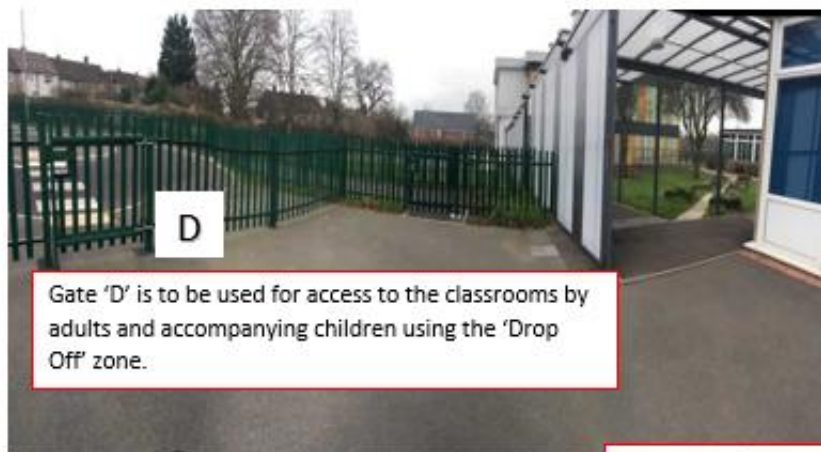 D
Gate ‘D’ is to be used for access to the classrooms by
adults and accompanying children using the ‘Drop
Off’ zone.